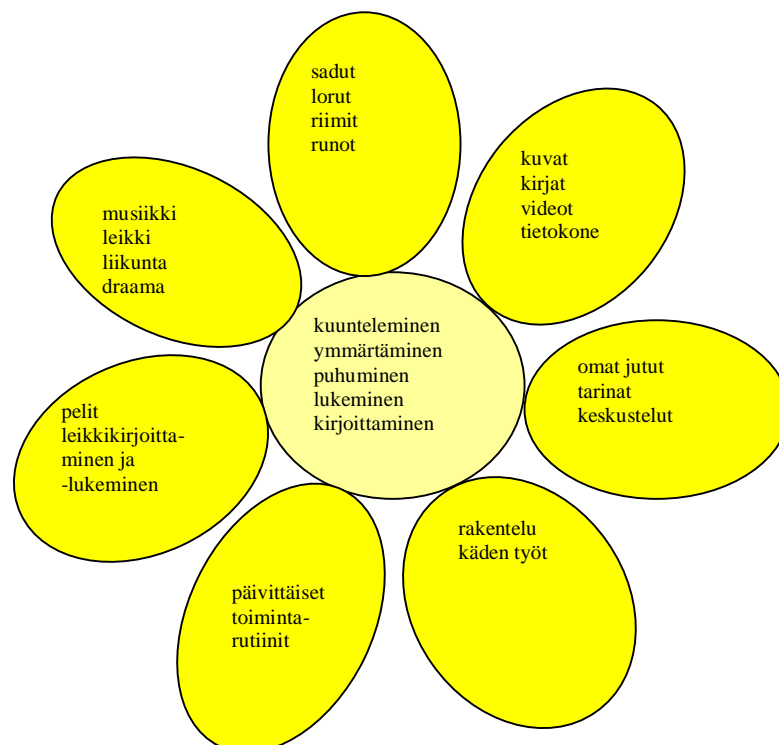 sadut
lorut
riimit
runot
kuvat
kirjat
videot
tietokone
musiikki
leikki
liikunta
draama
kuunteleminen
ymmärtäminen
puhuminen
lukeminen
kirjoittaminen
omat jutut
tarinat
keskustelut
pelit
leikkikirjoitta-
minen ja
-lukeminen
rakentelu
käden työt
päivittäiset
toiminta-
rutiinit